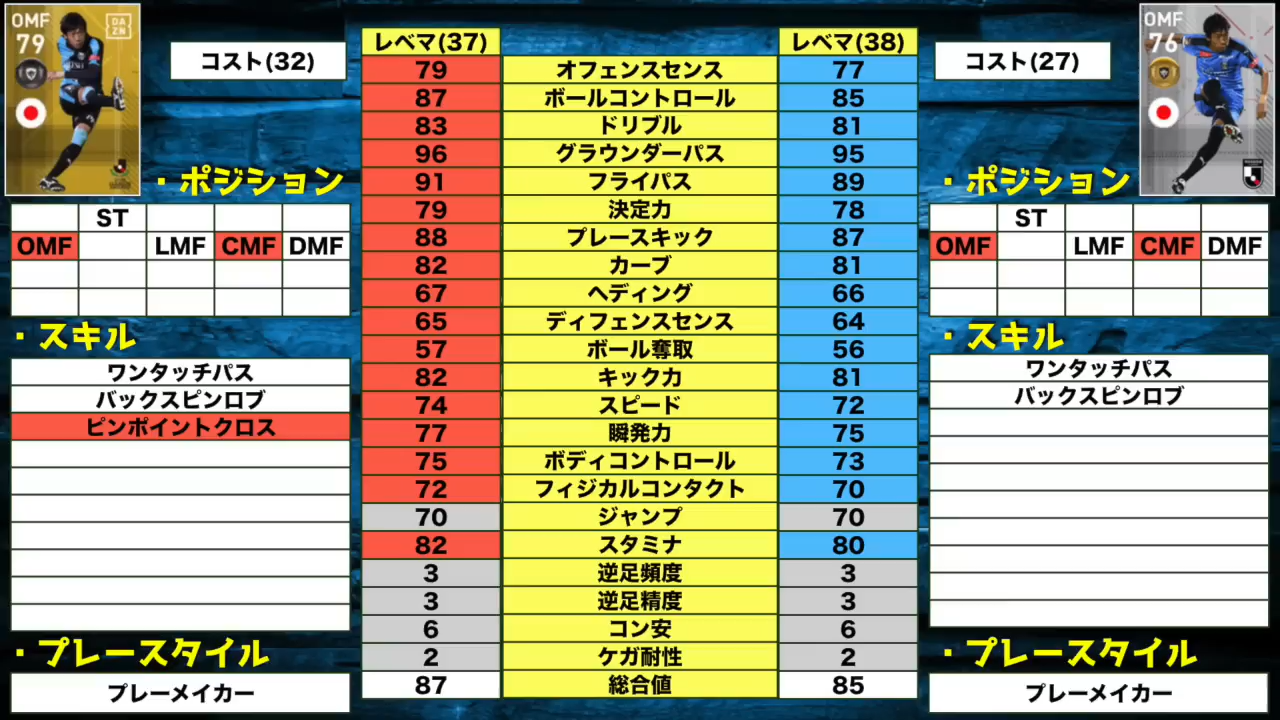 OMF
79
DA
ZN
コスト(32)
・ポジション
ST
OMF LMF CMF DMF
・スキル
ワンタッチパス
バックスピンロブ
ピンポイントクロス
・プレースタイル
プレーメイカー
レベマ(37) レベマ(38)
79 オフェンスセンス 77
87 ボールコントロール 85
83 ドリブル 81
96 グラウンダーパス 95
91 フライパス 89
79 決定力 78
88 プレースキック 87
82 カーブ 81
67 ヘディング 66
65 ディフェンスセンス 64
57 ボール奪取 56
82 キック力 81
74 スピード 72
77 瞬発力 75
75 ボディコントロール 73
72 フィジカルコンタクト 70
70 ジャンプ 70
82 スタミナ 80
3 逆足頻度 3
3 逆足精度 3
6 コン安 6
2 ケガ耐性 2
87 総合値 85
コスト(27)
OMF
76
・ポジション
ST
OMF LMF CMF DMF
・スキル
ワンタッチパス
バックスピンロブ
・プレースタイル
プレーメイカー